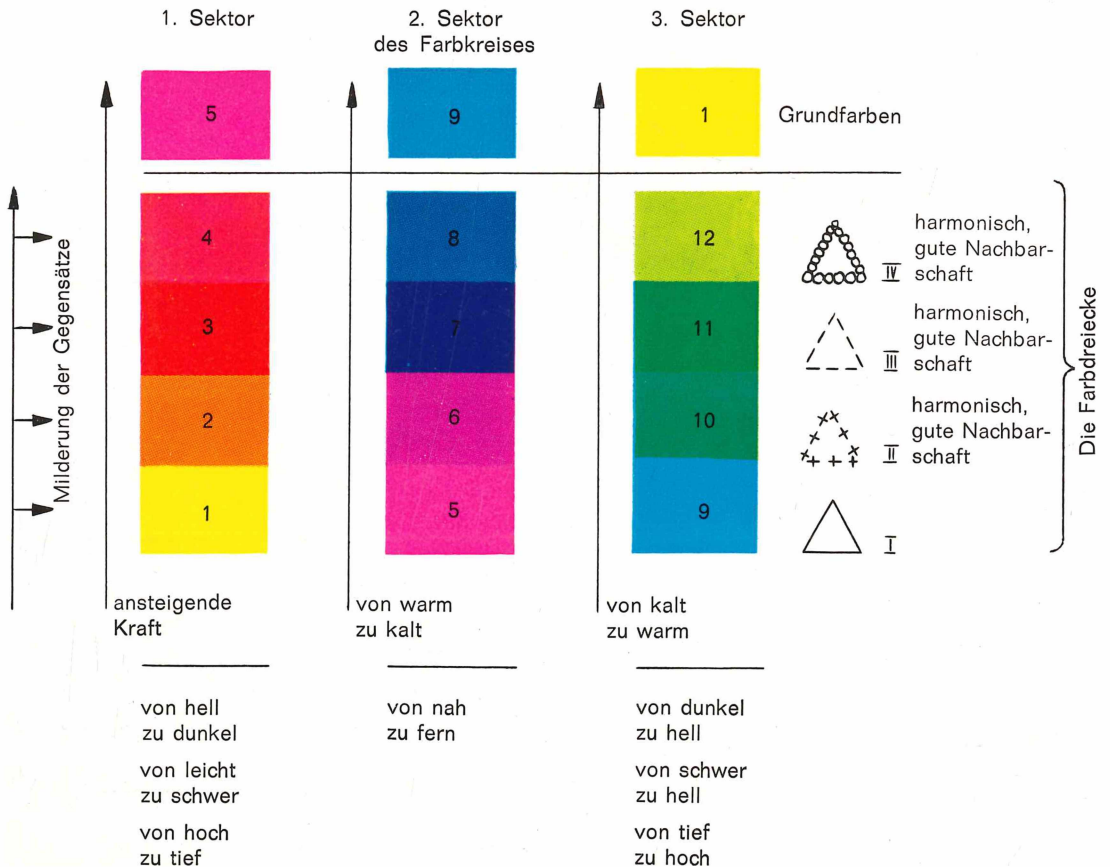 1. Sektor
2. Sektor
des Farbkreises
3. Sektor
5
9
1
Grundfarben
Milderung der Gegensätze
4
3
2
1
8
7
6
5
12
11
10
9
harmonisch,
gute Nachbar-
schaft
IV
harmonisch,
gute Nachbar-
schaft
III
harmonisch,
gute Nachbar-
schaft
II
I
Die Farbdreiecke
ansteigende
Kraft
von warm
zu kalt
von kalt
zu warm
von hell
zu dunkel
von leicht
zu schwer
von hoch
zu tief
von nah
zu fern
von dunkel
zu hell
von schwer
zu hell
von tief
zu hoch